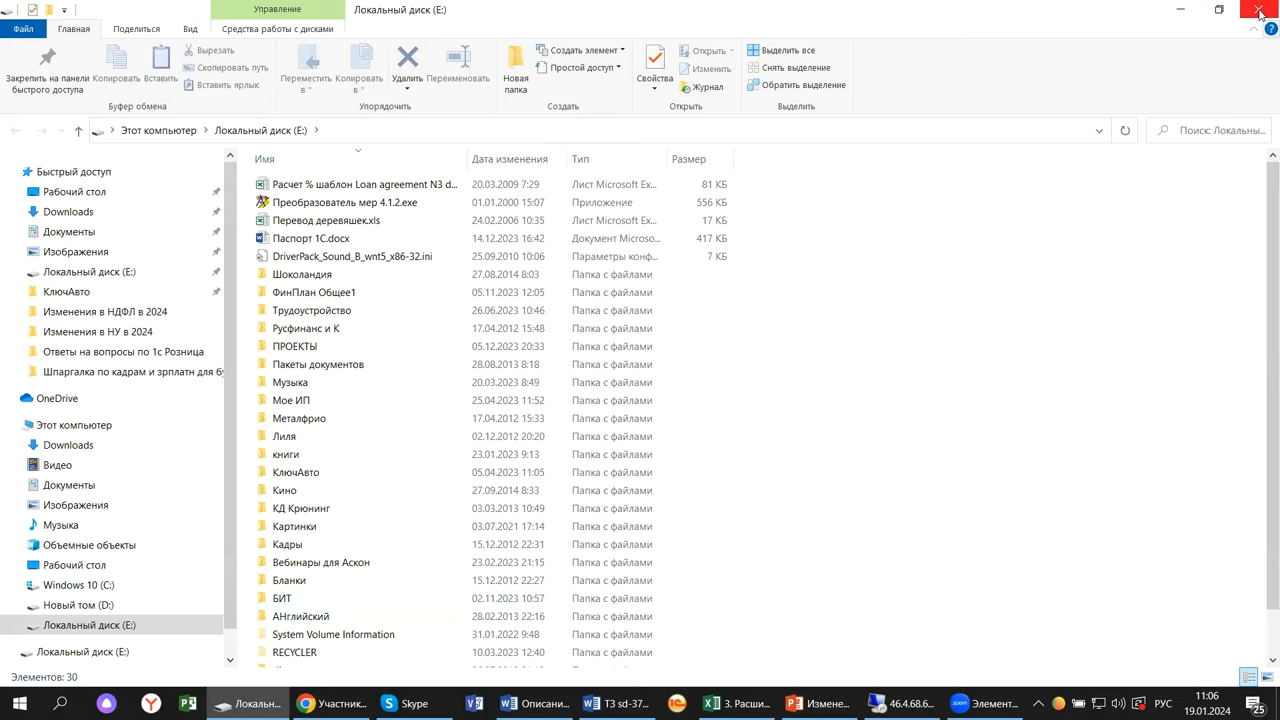 Управление
Локальный диск (E:)
Файл
Главная
Поделиться
Вид
Средства работы с дисками
Закрепить на панели быстрого доступа
Копировать
Вставить
Вырезать
Скопировать путь
Вставить ярлык
Буфер обмена
Переместить в
Копировать в
Удалить
Переименовать
Упорядочить
Новая папка
Создать элемент
Простой доступ
Создать
Свойства
Открыть
Изменить
Журнал
Открыть
Выделить все
Снять выделение
Обратить выделение
Выделить
Этот компьютер
Локальный диск (E:)
Поиск: Локальны...
Имя Дата изменения Тип Размер
Расчет % шаблон Loan agreement N3 d... 20.03.2009 7:29 Лист Microsoft Ex... 81 КБ
Преобразователь мер 4.1.2.exe 01.01.2000 15:07 Приложение 556 КБ
Перевод деревяшек.xls 24.02.2006 10:35 Лист Microsoft Ex... 17 КБ
Паспорт 1С.docx 14.12.2023 16:42 Документ Microso... 417 КБ
DriverPack_Sound_B_wnt5_x86-32.ini 25.09.2010 10:06 Параметры конф... 7 КБ
Шоколандия 27.08.2014 8:03 Папка с файлами
ФинПлан Общее1 05.11.2023 12:05 Папка с файлами
Трудоустройство 26.06.2023 10:46 Папка с файлами
Русфинанс и К 17.04.2012 15:48 Папка с файлами
ПРОЕКТЫ 05.12.2023 20:33 Папка с файлами
Пакеты документов 28.08.2013 8:18 Папка с файлами
Музыка 20.03.2023 8:49 Папка с файлами
Мое ИП 25.04.2023 11:52 Папка с файлами
Металфрио 17.04.2012 15:33 Папка с файлами
Лиля 02.12.2012 20:20 Папка с файлами
книги 23.01.2023 9:13 Папка с файлами
КлючАвто 05.04.2023 11:05 Папка с файлами
Кино 27.09.2014 8:33 Папка с файлами
КД Крюнинг 03.03.2013 10:49 Папка с файлами
Картинки 03.07.2021 17:14 Папка с файлами
Кадры 15.12.2012 22:31 Папка с файлами
Вебинары для Аскон 23.02.2023 21:15 Папка с файлами
Бланки 15.12.2012 22:27 Папка с файлами
БИТ 02.11.2023 10:57 Папка с файлами
АНглийский 28.02.2013 22:16 Папка с файлами
System Volume Information 31.01.2022 9:48 Папка с файлами
RECYCLER 10.03.2023 12:40 Папка с файлами
Быстрый доступ
Рабочий стол
Downloads
Документы
Изображения
Локальный диск (E:)
КлючАвто
Изменения в НДФЛ в 2024
Изменения в НУ в 2024
Ответы на вопросы по 1с Розница
Шпаргалка по кадрам и зрплатн для бу
OneDrive
Этот компьютер
Downloads
Видео
Документы
Изображения
Музыка
Объемные объекты
Рабочий стол
Windows 10 (C:)
Новый том (D:)
Локальный диск (E:)
Локальный диск (E:)
Элементов: 30
Локальн...
Участник...
Skype
Описани...
ТЗ sd-37...
3. Расши...
Измене...
46.4.68.6...
zoom
Элемент...
РУС
11:06
19.01.2024
25